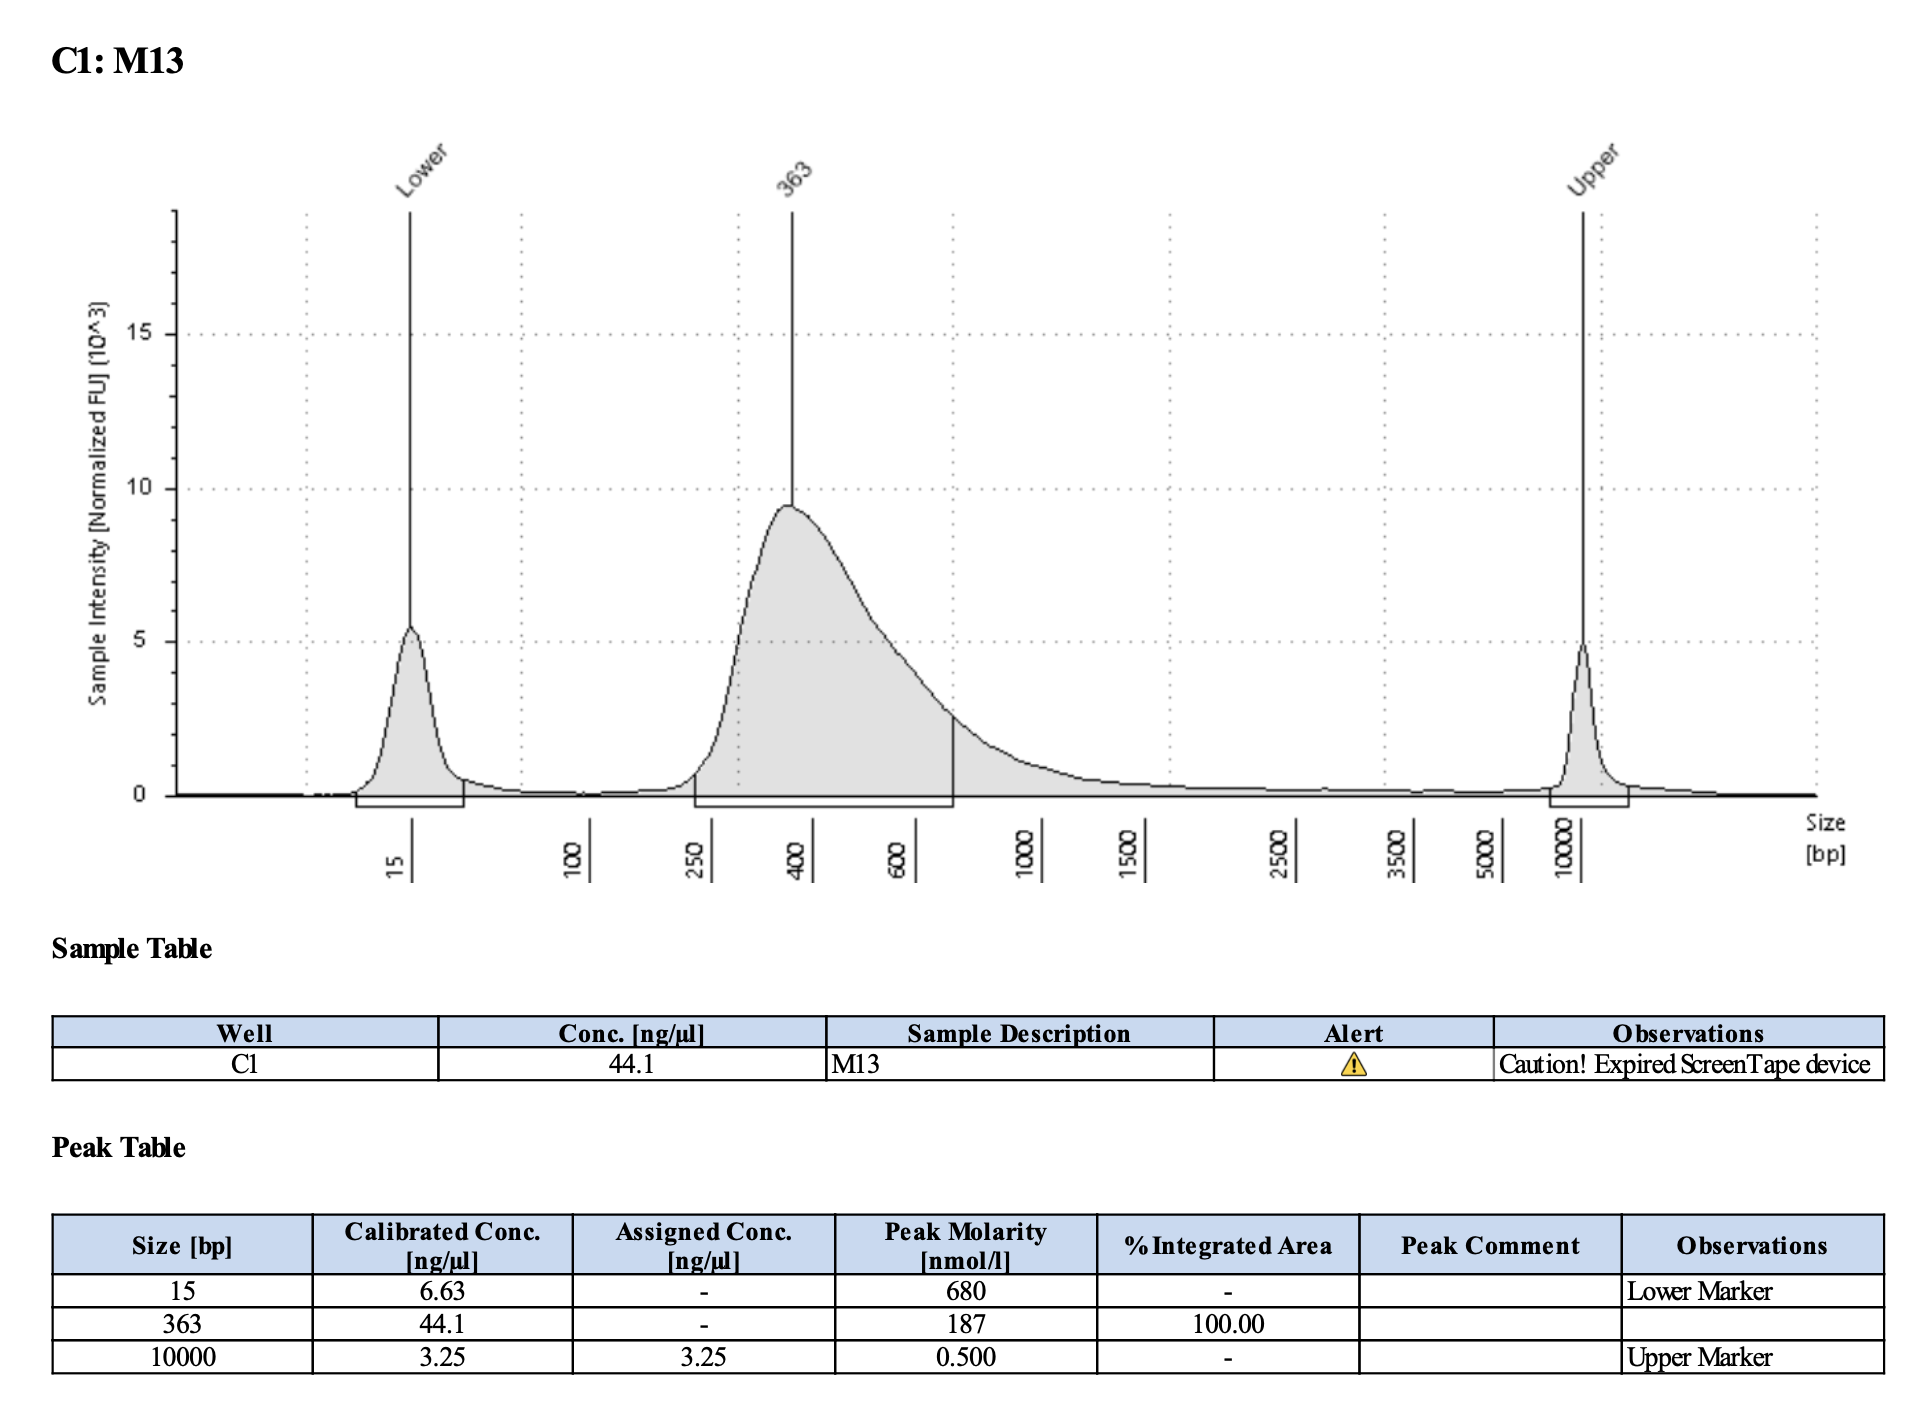 C1: M13
Lower
363
Upper
Sample Intensity [Normalized FU] (10^3)
15
10
5
0
15
100
250
400
600
1000
1500
2500
3500
5000
10000
Size
[bp]
Sample Table
Well Conc. [ng/µl] Sample Description Alert Observations
C1 44.1 M13 Caution! Expired ScreenTape device
Peak Table
Size [bp] Calibrated Conc. [ng/µl] Assigned Conc. [ng/µl] Peak Molarity [nmol/l] % Integrated Area Peak Comment Observations
15 6.63 - 680 - Lower Marker
363 44.1 - 187 100.00
10000 3.25 3.25 0.500 - Upper Marker